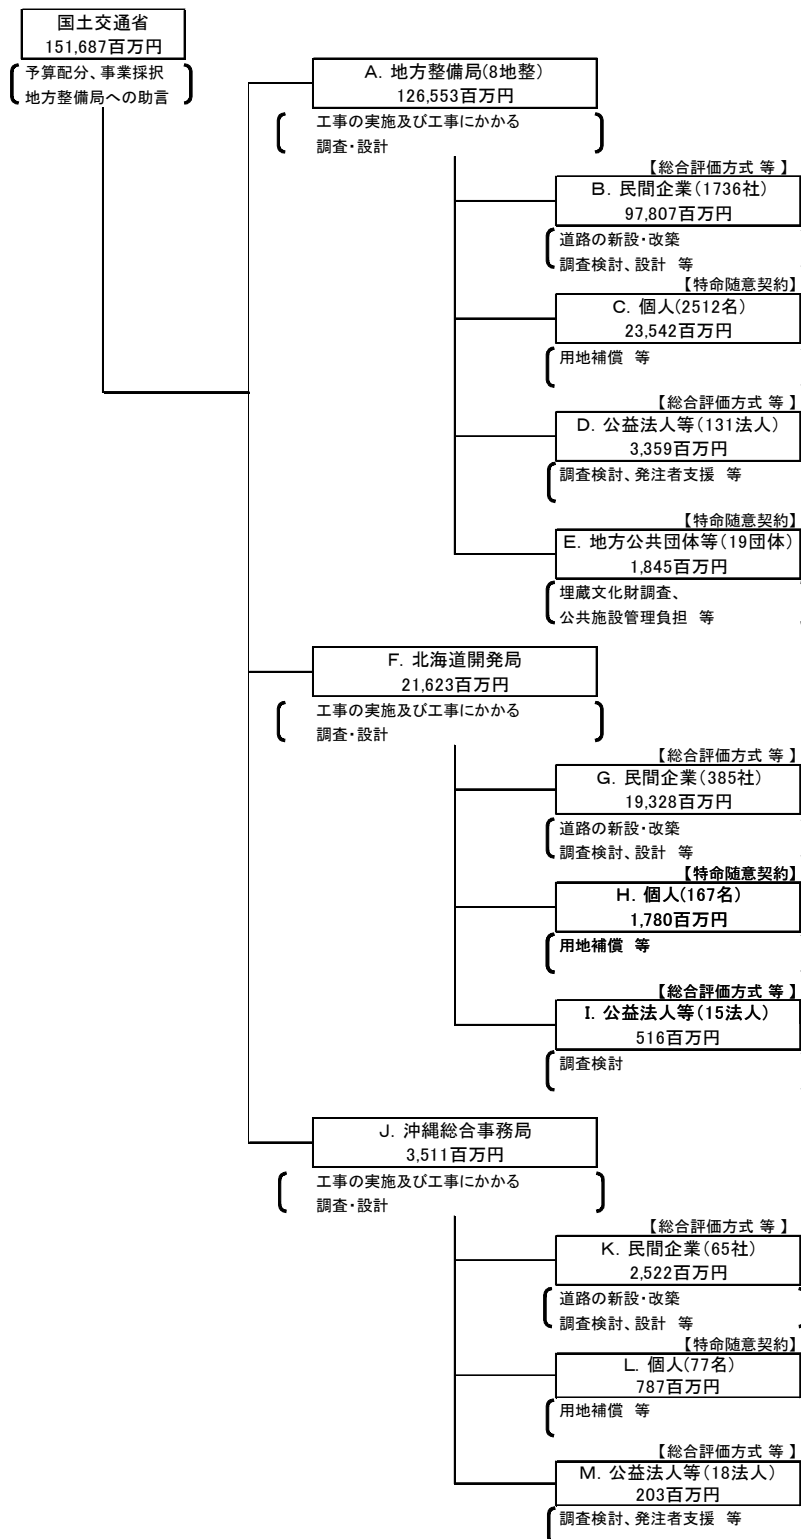 国土交通省
151,687百万円
予算配分、事業採択
地方整備局への助言
A. 地方整備局(8地整)
126,553百万円
工事の実施及び工事にかかる
調査・設計
【総合評価方式 等 】
B. 民間企業(1736社)
97,807百万円
道路の新設・改築
調査検討、設計 等
【特命随意契約】
C. 個人(2512名)
23,542百万円
用地補償 等
【総合評価方式 等 】
D. 公益法人等(131法人)
3,359百万円
調査検討、発注者支援 等
【特命随意契約】
E. 地方公共団体等(19団体)
1,845百万円
埋蔵文化財調査、
公共施設管理負担 等
F. 北海道開発局
21,623百万円
工事の実施及び工事にかかる
調査・設計
【総合評価方式 等 】
G. 民間企業(385社)
19,328百万円
道路の新設・改築
調査検討、設計 等
【特命随意契約】
H. 個人(167名)
1,780百万円
用地補償 等
【総合評価方式 等 】
I. 公益法人等(15法人)
516百万円
調査検討
J. 沖縄総合事務局
3,511百万円
工事の実施及び工事にかかる
調査・設計
【総合評価方式 等 】
K. 民間企業(65社)
2,522百万円
道路の新設・改築
調査検討、設計 等
【特命随意契約】
L. 個人(77名)
787百万円
用地補償 等
【総合評価方式 等 】
M. 公益法人等(18法人)
203百万円
調査検討、発注者支援 等